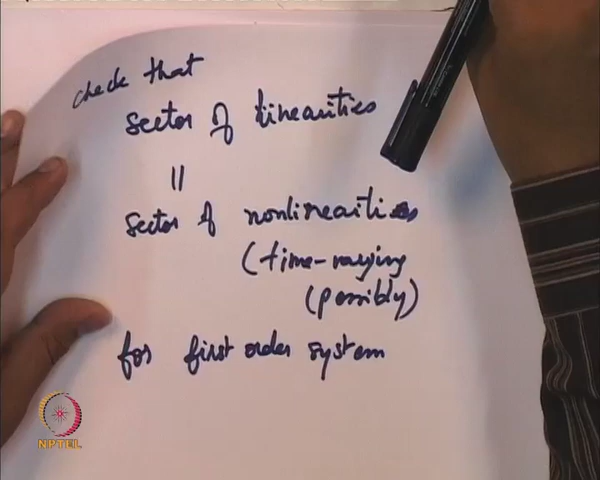 check that
sector of linearities
=
sector of nonlinearities
(time-varying
(possibly)
for first order system
NPTEL